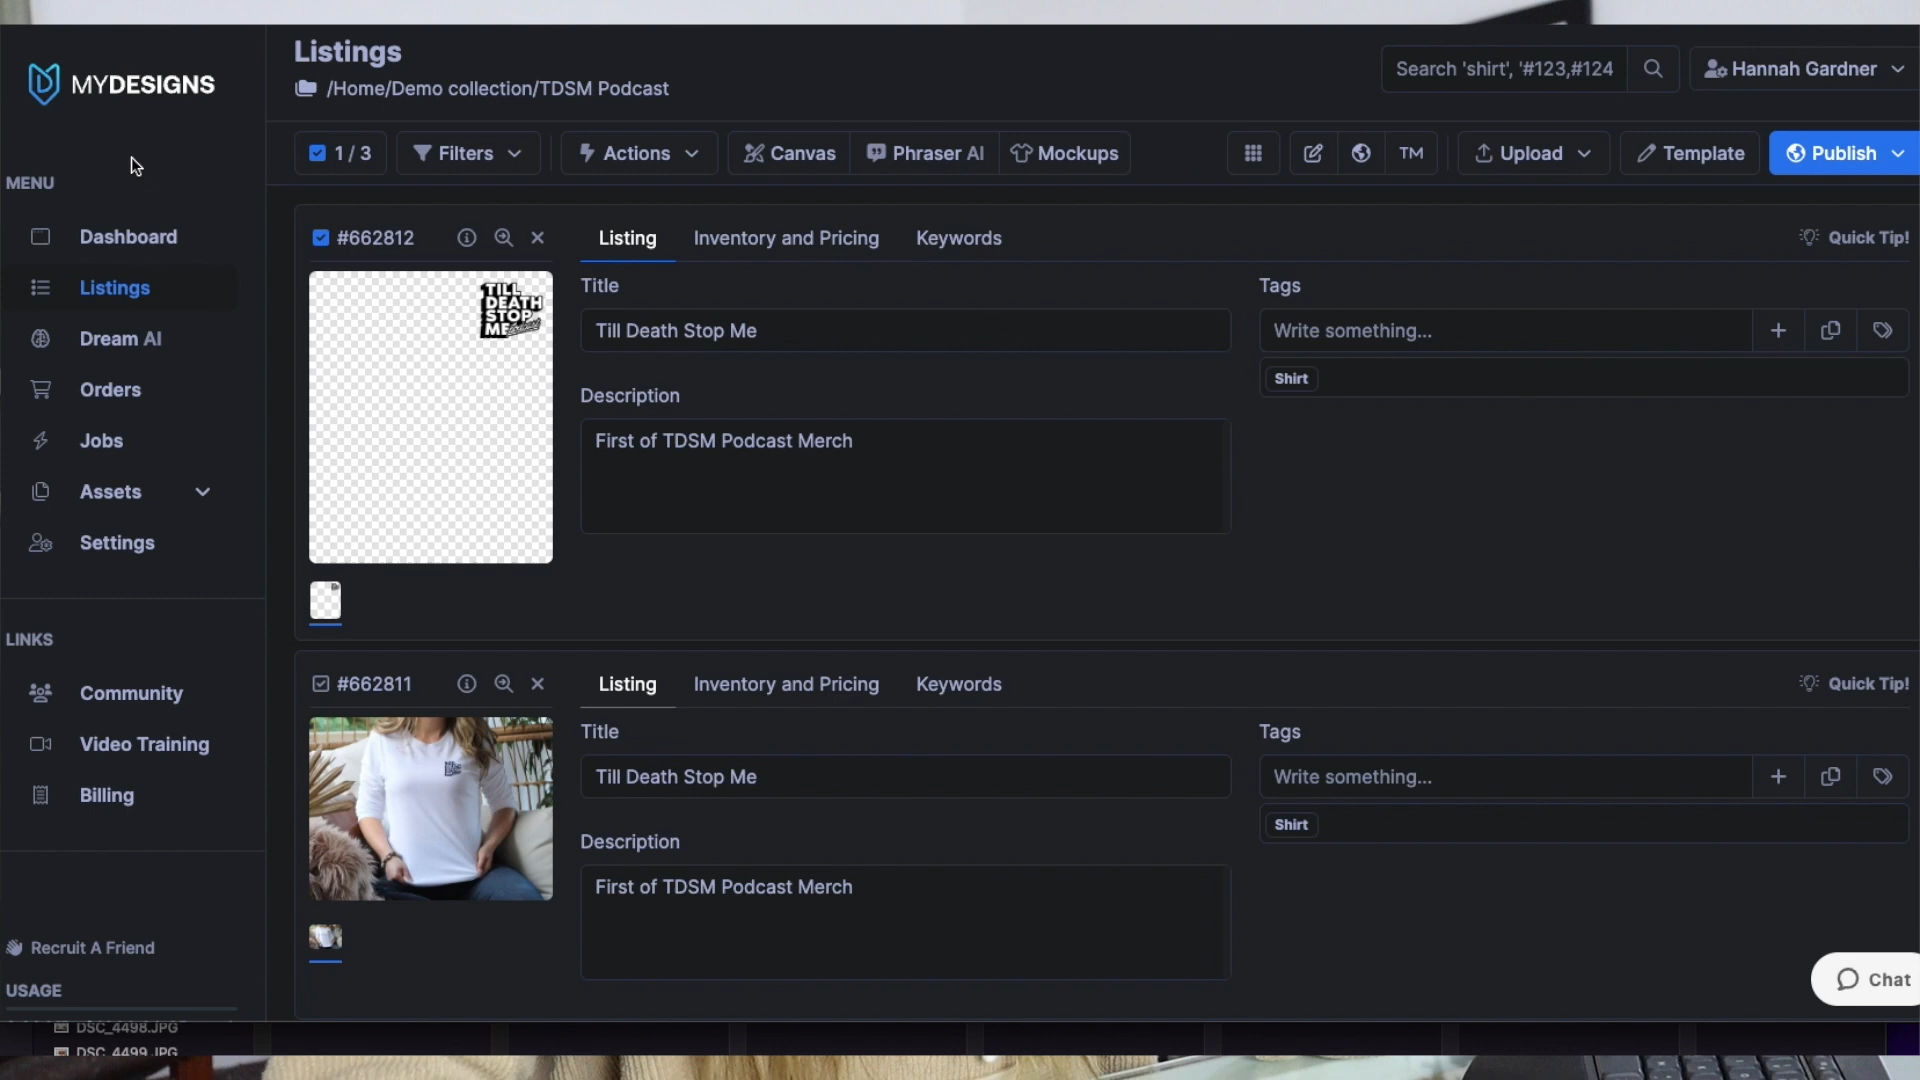 Listings
MYDESIGNS
/Home/Demo collection/TDSM Podcast
Search 'shirt', '#123,#124
Hannah Gardner
1 / 3
Filters
Actions
Canvas
Phraser AI
Mockups
TM
Upload
Template
Publish
MENU
Dashboard
Listings
Dream AI
Orders
Jobs
Assets
Settings
LINKS
Community
Video Training
Billing
Recruit A Friend
USAGE
DSC_4498.JPG
DSC_4499.JPG
#662812
Listing
Inventory and Pricing
Keywords
Quick Tip!
TILL
DEATH
STOP
ME
Title
Till Death Stop Me
Description
First of TDSM Podcast Merch
Tags
Write something...
Shirt
#662811
Listing
Inventory and Pricing
Keywords
Quick Tip!
Title
Till Death Stop Me
Description
First of TDSM Podcast Merch
Tags
Write something...
Shirt
Chat